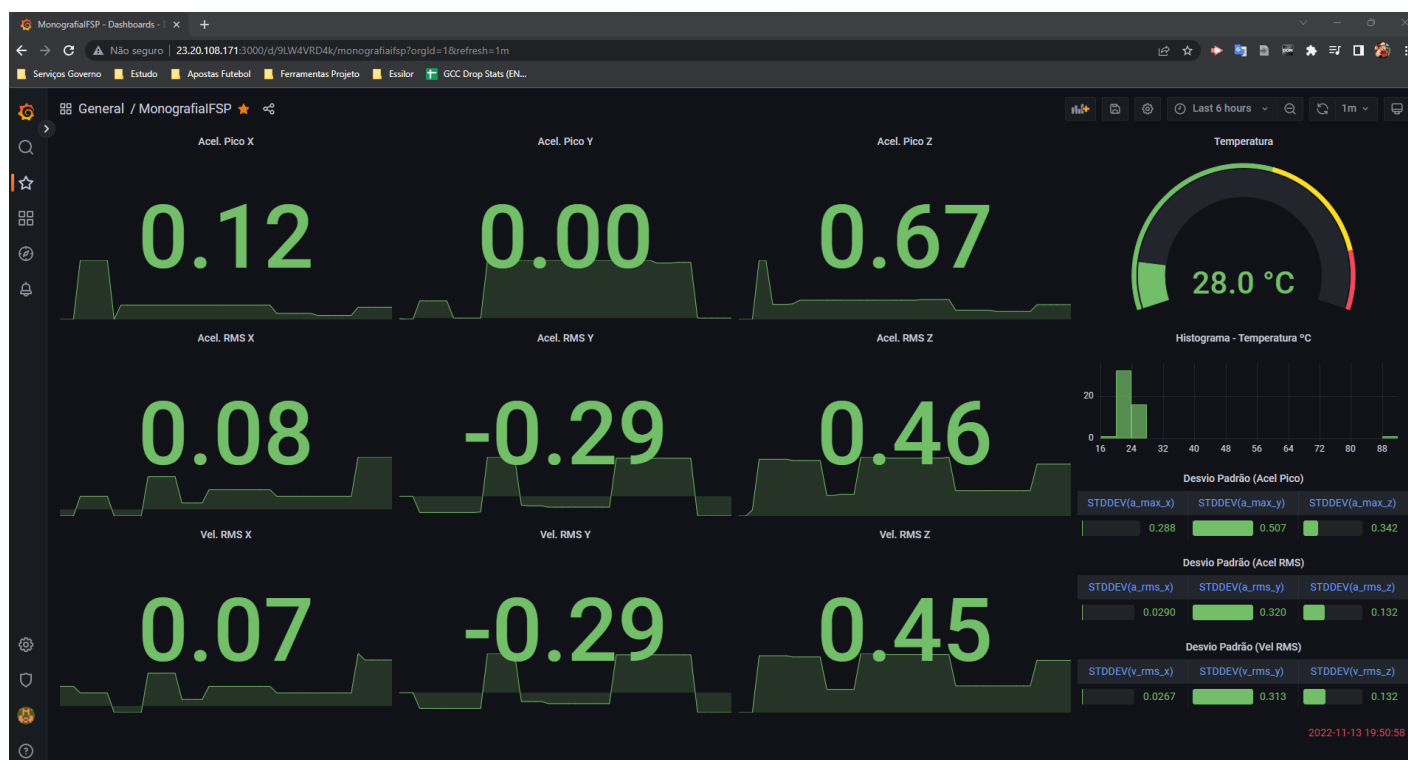 MonografiaIFSP - Dashboards - 
Não seguro | 23.20.108.171:3000/d/9LW4VRD4k/monografiaifsp?orgId=1&refresh=1m
Serviços Governo Estudo Apostas Futebol Ferramentas Projeto Essilor GCC Drop Stats (EN...
General / MonografiaIFSP Last 6 hours 1m
Acel. Pico X Acel. Pico Y Acel. Pico Z Temperatura
0.12 0.00 0.67
28.0 °C
Acel. RMS X Acel. RMS Y Acel. RMS Z Histograma - Temperatura ºC
0.08 -0.29 0.46
20
0
16 24 32 40 48 56 64 72 80 88
Desvio Padrão (Acel Pico)
STDDEV(a_max_x) STDDEV(a_max_y) STDDEV(a_max_z)
0.288 0.507 0.342
Vel. RMS X Vel. RMS Y Vel. RMS Z
Desvio Padrão (Acel RMS)
STDDEV(a_rms_x) STDDEV(a_rms_y) STDDEV(a_rms_z)
0.0290 0.320 0.132
0.07 -0.29 0.45
Desvio Padrão (Vel RMS)
STDDEV(v_rms_x) STDDEV(v_rms_y) STDDEV(v_rms_z)
0.0267 0.313 0.132
2022-11-13 19:50:58